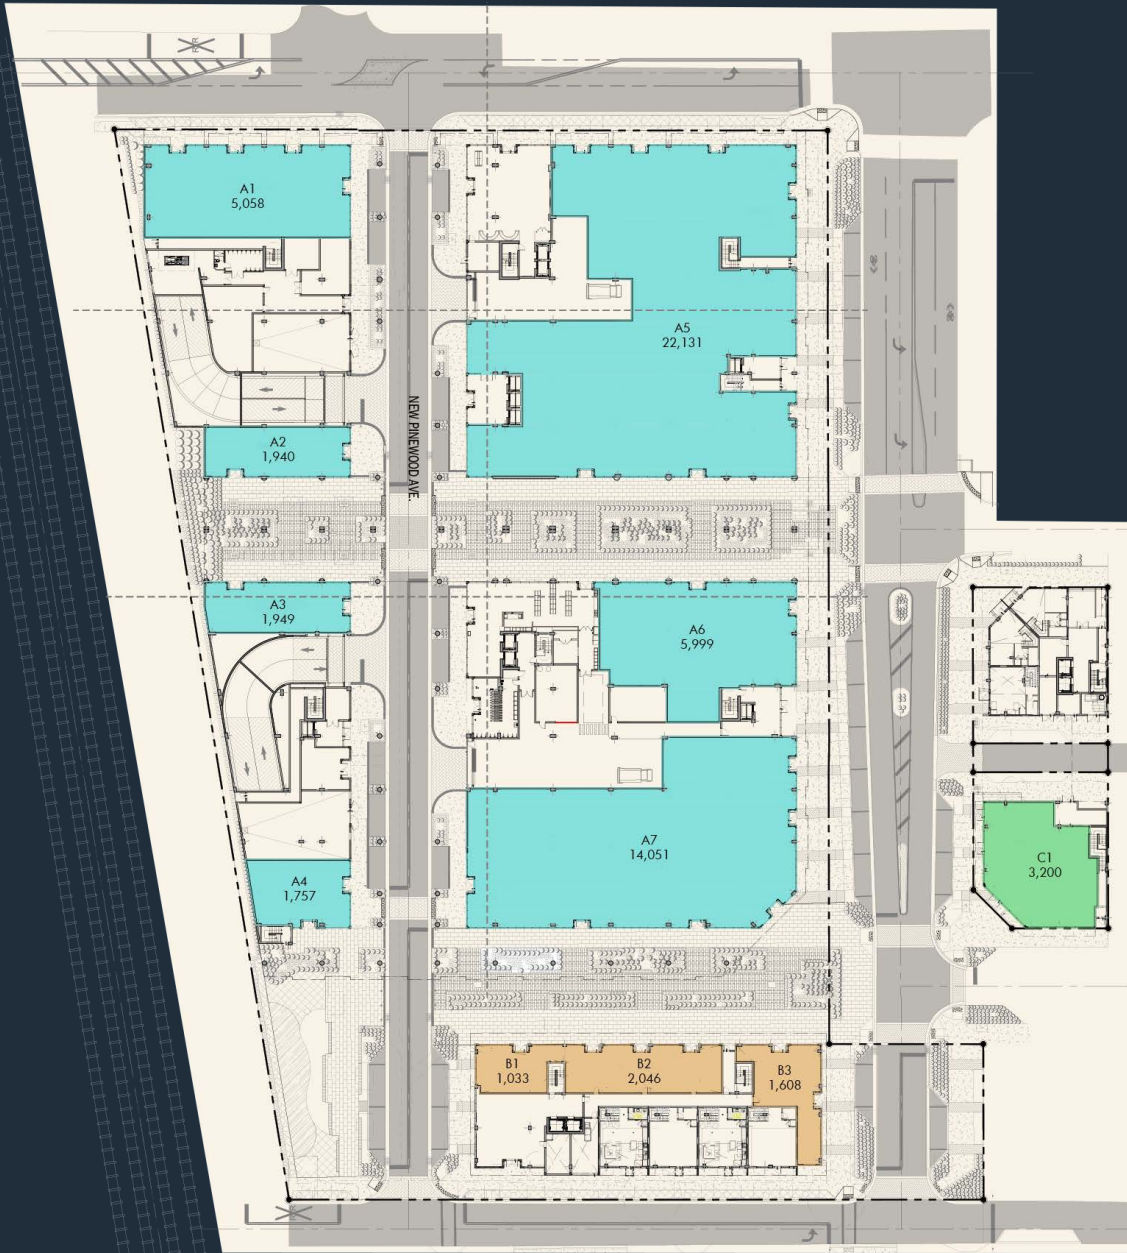 A1
5,058
A5
22,131
NEW PINEWOOD AVE.
A2
1,940
A3
1,949
A6
5,999
A7
14,051
C1
3,200
A4
1,757
B1
1,033
B2
2,046
B3
1,608